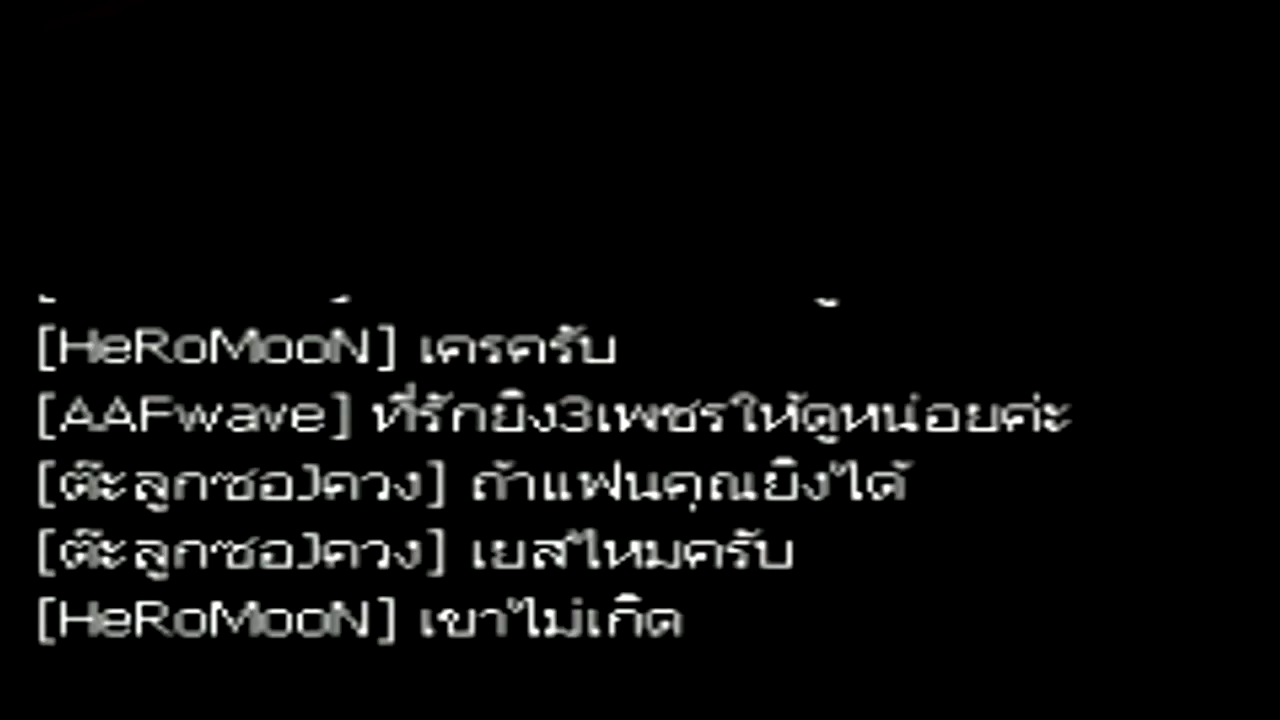 [HeRoMooN] เครครับ
[AAFwave] ที่รักยิง3เพชรให้ดูหน่อยค่ะ
[ต๊ะลูกซอJดวง] ถ้าแฟนคุณยิงได้
[ต๊ะลูกซอJดวง] เยสไหมครับ
[HeRoMooN] เขาไม่เกิด